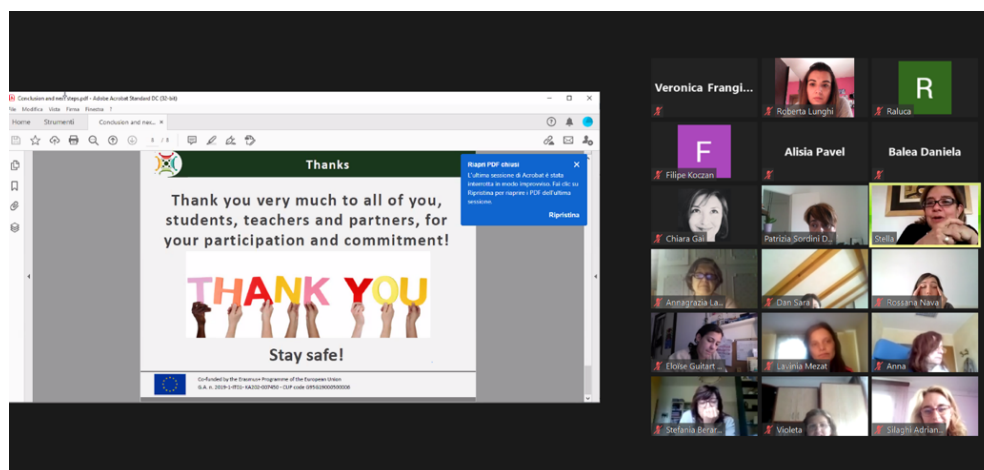 Conclusion and next steps.pdf - Adobe Acrobat Standard DC (32-bit)
File Modifica Vista Firma Finestra ?
Home Strumenti Conclusion and nex... ×
8 / 8
Thanks
Riapri PDF chiusi
L'ultima sessione di Acrobat è stata
interrotta in modo improvviso. Fai clic su
Ripristina per riaprire i PDF dell'ultima
sessione.
Ripristina
Thank you very much to all of you,
students, teachers and partners, for
your participation and commitment!
THANK YOU
Stay safe!
Co-funded by the Erasmus+ Programme of the European Union
Veronica Frangi...
Roberta Lunghi
R
Raluca
F
Filipe Koczan
Alisia Pavel
Balea Daniela
Chiara Gai
Patrizia Sordini D...
Stella
Annagrazia La...
Dan Sara
Rossana Nava
Eloïse Guitart ...
Lavinia Mezat
Anna
Stefania Berar...
Violeta
Silaghi Adrian...